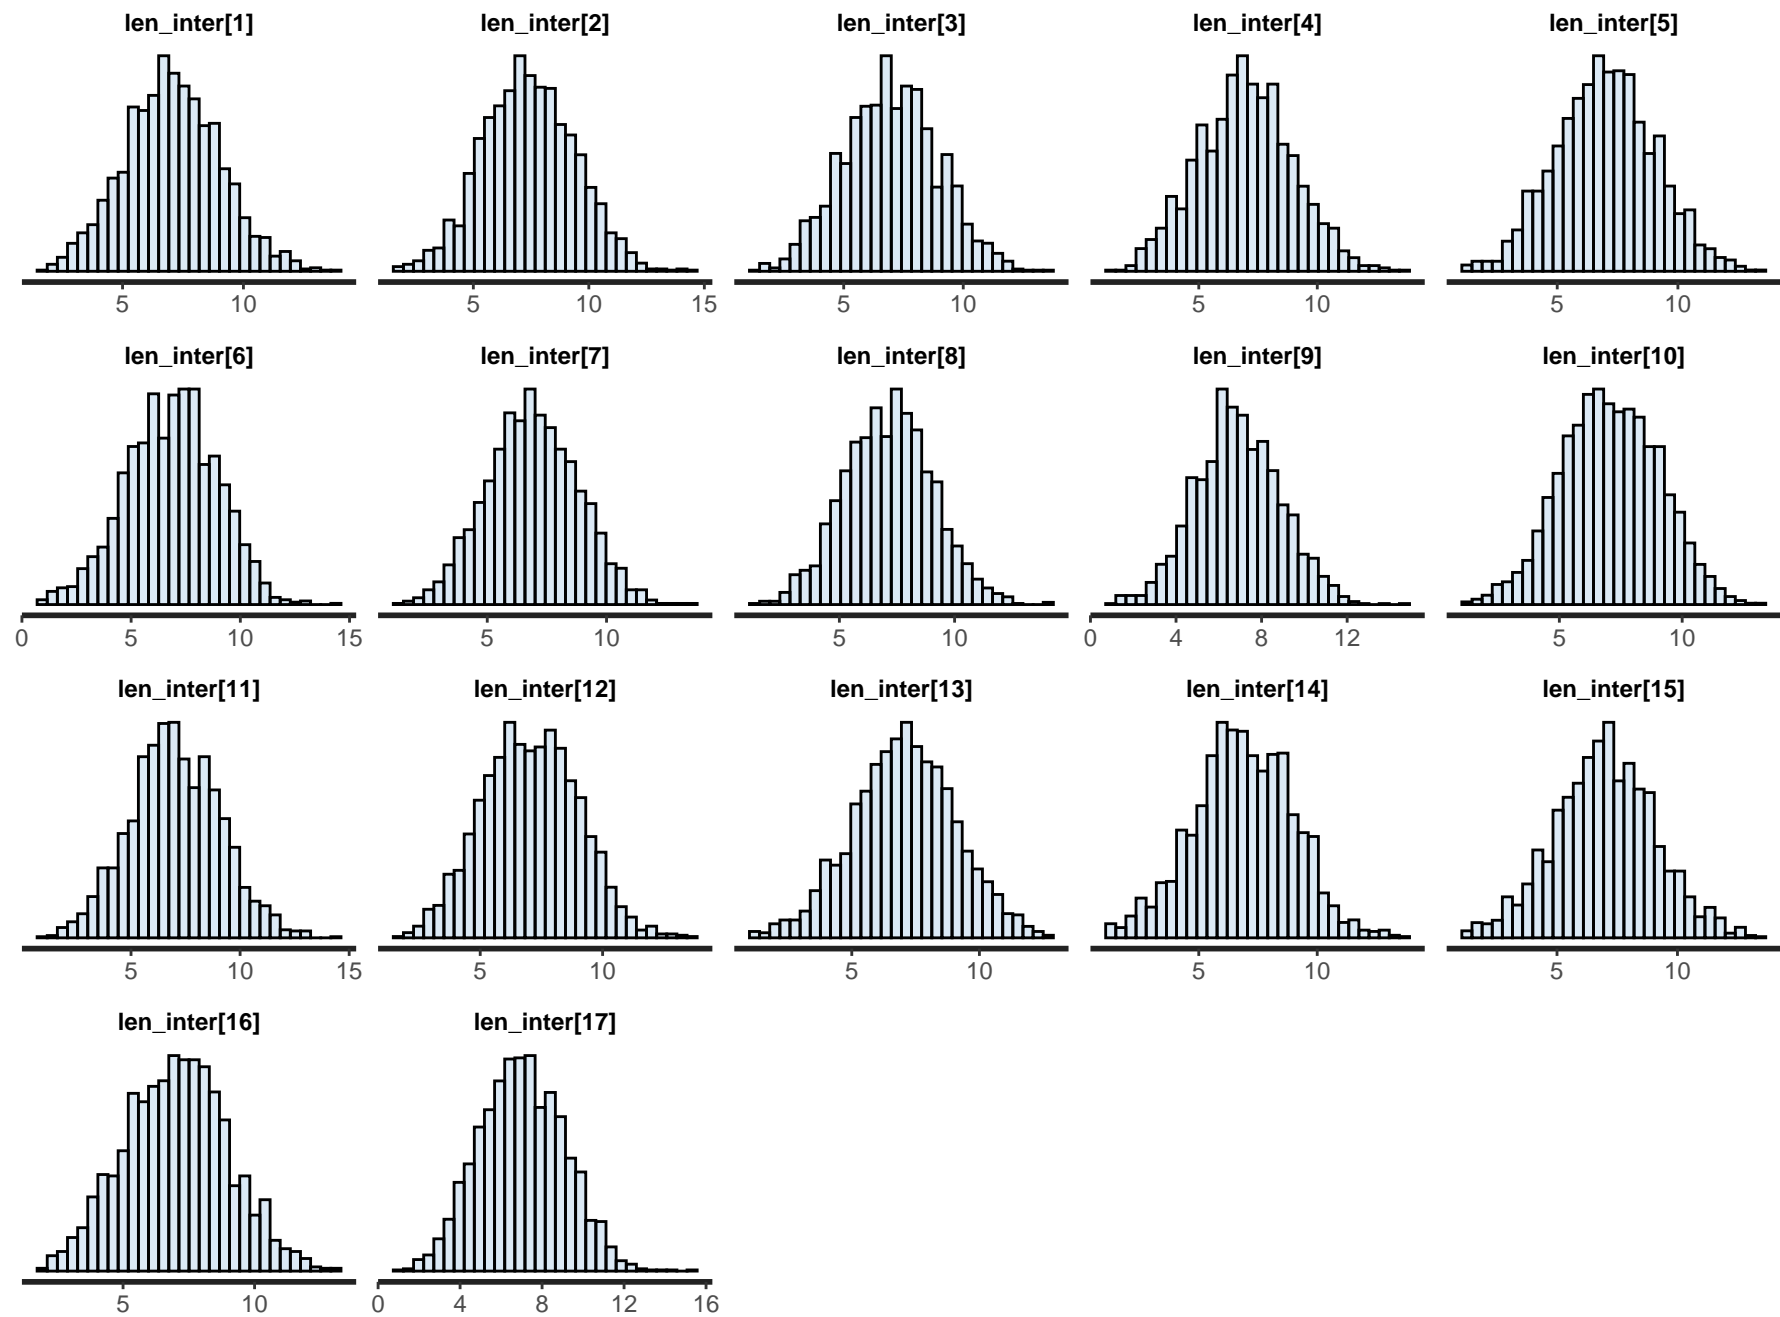 len_inter[1] len_inter[2] len_inter[3] len_inter[4] len_inter[5]
5 10 5 10 15 5 10 5 10 5 10
len_inter[6] len_inter[7] len_inter[8] len_inter[9] len_inter[10]
0 5 10 15 5 10 5 10 0 4 8 12 5 10
len_inter[11] len_inter[12] len_inter[13] len_inter[14] len_inter[15]
5 10 15 5 10 5 10 5 10 5 10
len_inter[16] len_inter[17]
5 10 0 4 8 12 16